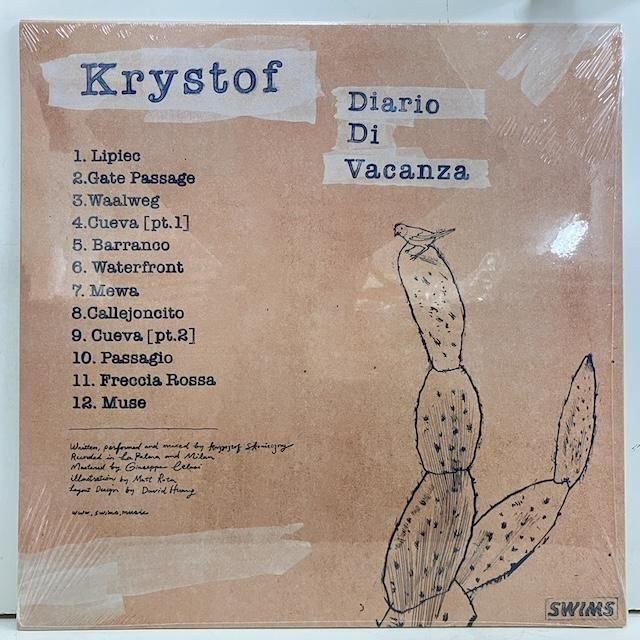 Krystof
Diario
Di
Vacanza
1. Lipiec
2.Gate Passage
3.Waalweg
4.Cueva [pt.1]
5. Barranco
6. Waterfront
7. Mewa
8.Callejoncito
9. Cueva [pt.2]
10. Passagio
11. Freccia Rossa
12. Muse
Written, performed and mixed by
Recorded in La Palma and Milan
Mastered by Giuseppe
illustration by Matt
Layout Design by David Huang
www.swims.music
SWIMS